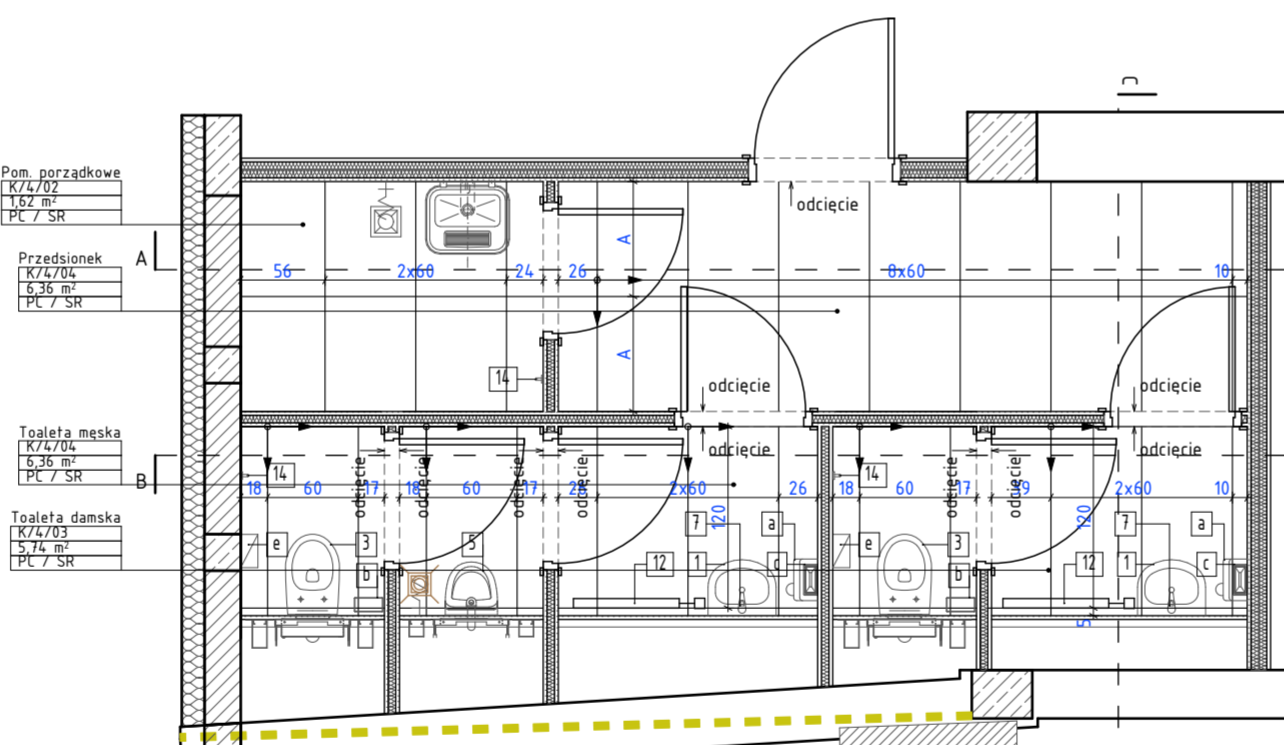 Pom. porządkowe
K/4/02
1,62 m²
PC / SR
Przedsionek
K/4/04
6,36 m²
PC / SR
Toaleta męska
K/4/04
6,36 m²
PC / SR
Toaleta damska
K/4/03
5,74 m²
PC / SR
A
B
odcięcie
56
2x60
24
26
8x60
10
A
A
14
odcięcie
odcięcie
odcięcie
odcięcie
14
14
18
60
17
18
60
17
26
2x60
26
18
60
17
19
2x60
10
odcięcie
odcięcie
odcięcie
odcięcie
odcięcie
odcięcie
120
120
7
a
7
a
e
3
5
e
3
b
12
1
c
b
12
1
c
5